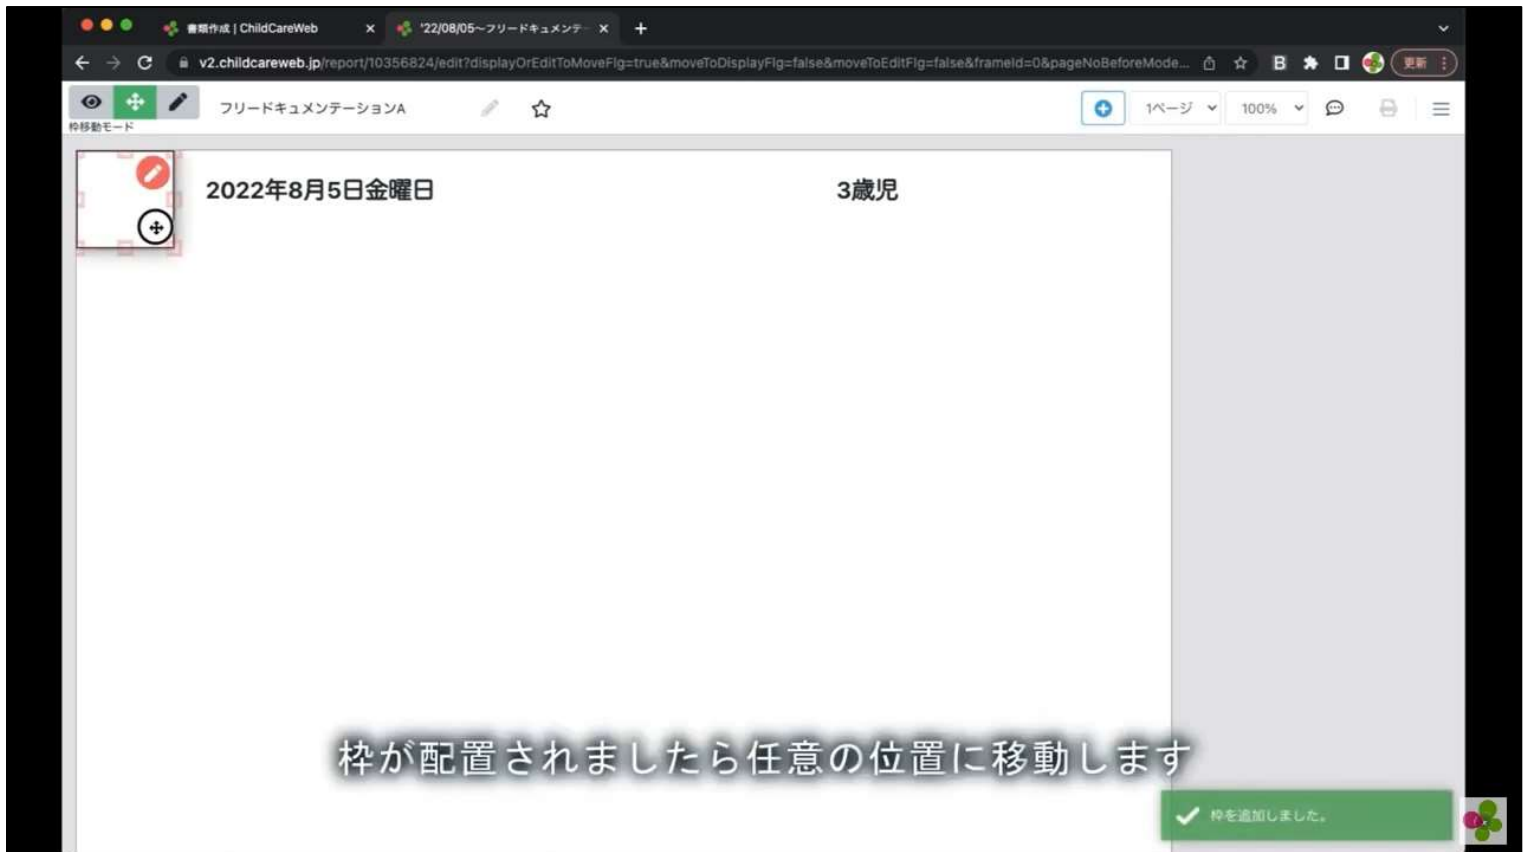 書類作成 | ChildCareWeb
'22/08/05〜フリードキュメンテ
v2.childcareweb.jp/report/10356824/edit?displayOrEditToMoveFlg=true&moveToDisplayFlg=false&moveToEditFlg=false&frameId=0&pageNoBeforeMode...
B
更新
フリードキュメンテーションA
1ページ
100%
枠移動モード
2022年8月5日金曜日
3歳児
枠が配置されましたら任意の位置に移動します
枠を追加しました。